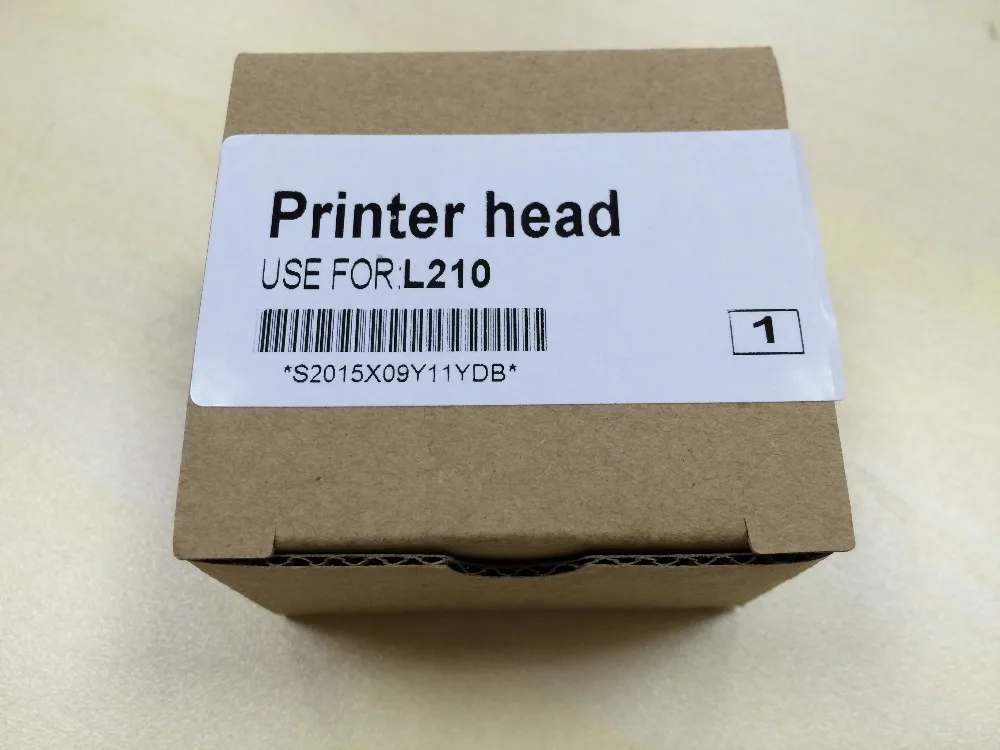 Printer head
USE FOR:L210
*S2015X09Y11YDB*
1